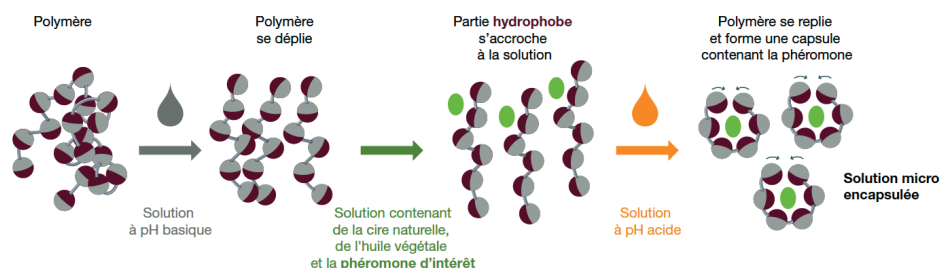 Polymère
Polymère
se déplie
Partie hydrophobe
s'accroche
à la solution
Polymère se replie
et forme une capsule
contenant la phéromone
Solution
à pH basique
Solution contenant
de la cire naturelle,
de l'huile végétale
et la phéromone d'intérêt
Solution
à pH acide
Solution micro
encapsulée